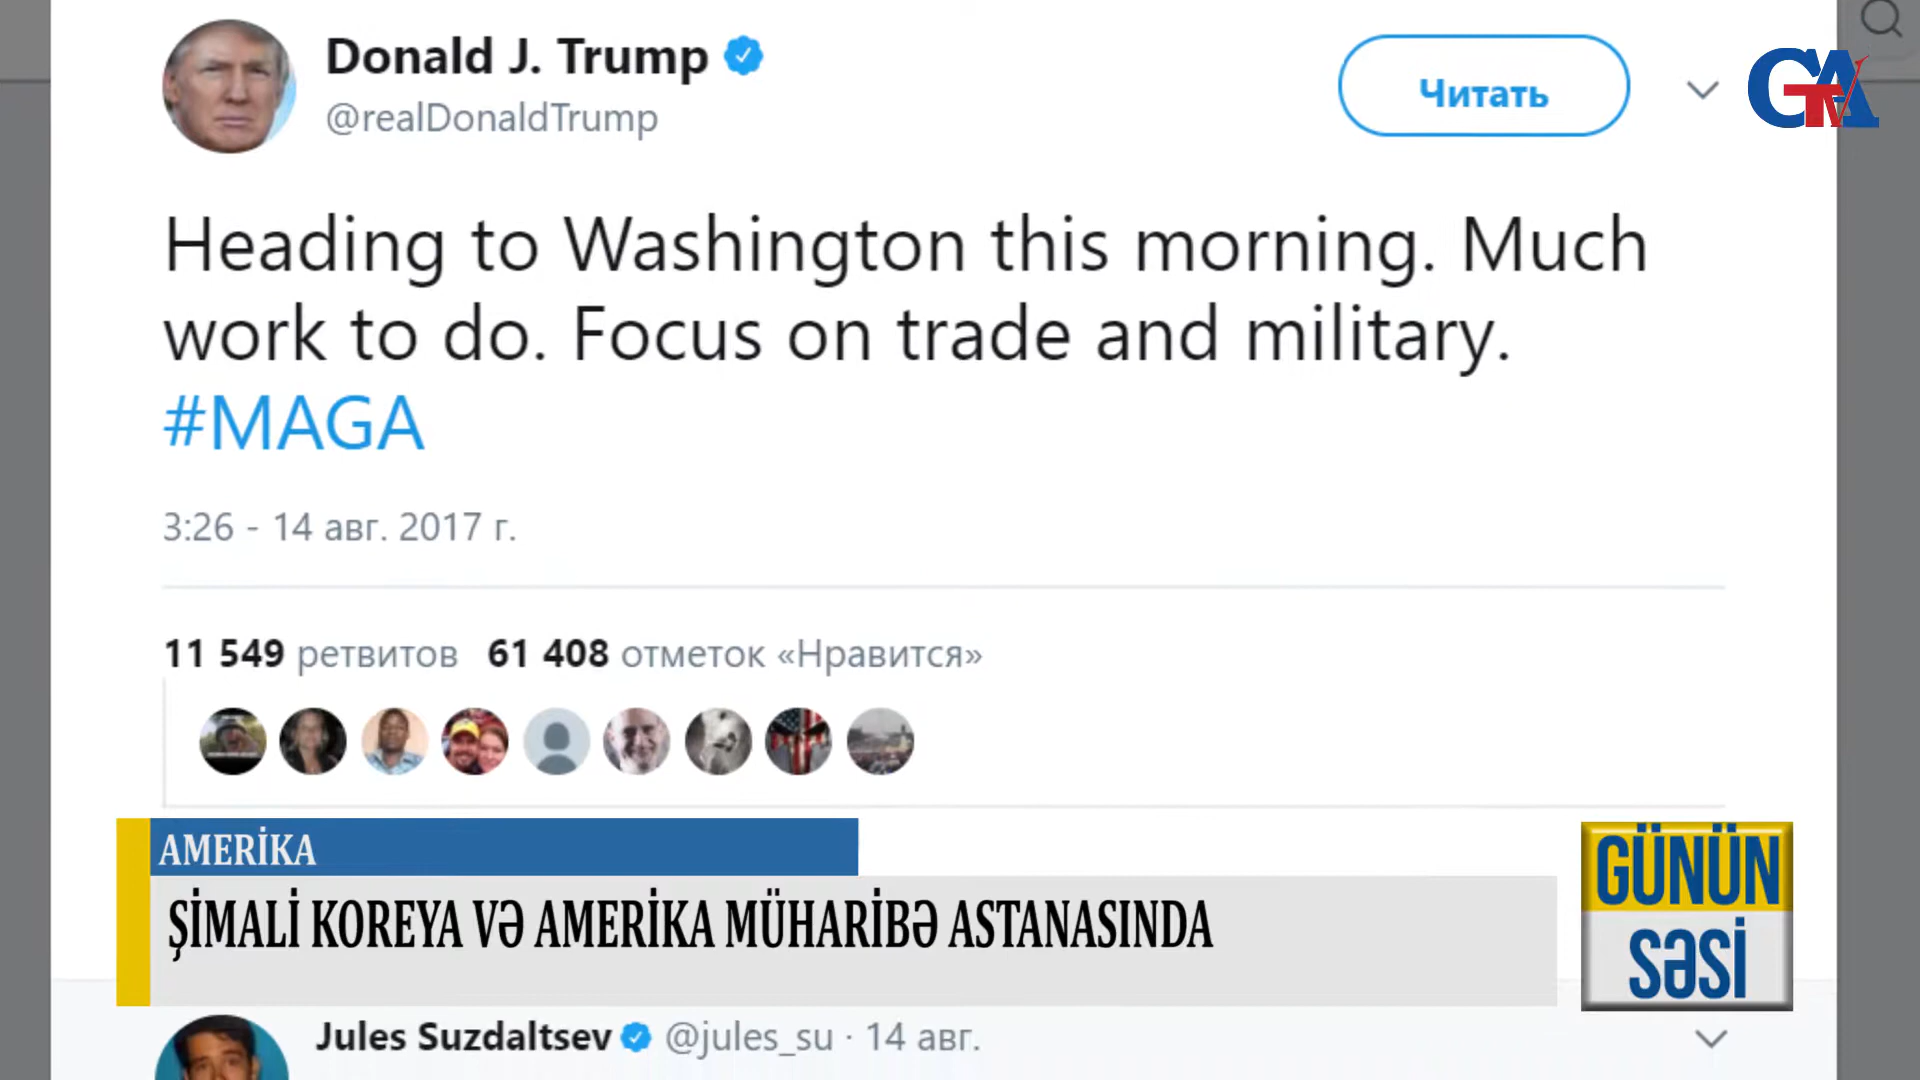 Donald J. Trump
@realDonaldTrump
Читать
GA
TV
Heading to Washington this morning. Much
work to do. Focus on trade and military.
#MAGA
3:26 - 14 авг. 2017 г.
11 549 ретвитов 61 408 отметок «Нравится»
AMERİKA
ŞİMALİ KOREYA VƏ AMERİKA MÜHARİBƏ ASTANASINDA
GÜNÜN
SƏSİ
Jules Suzdaltsev @jules_su · 14 авг.